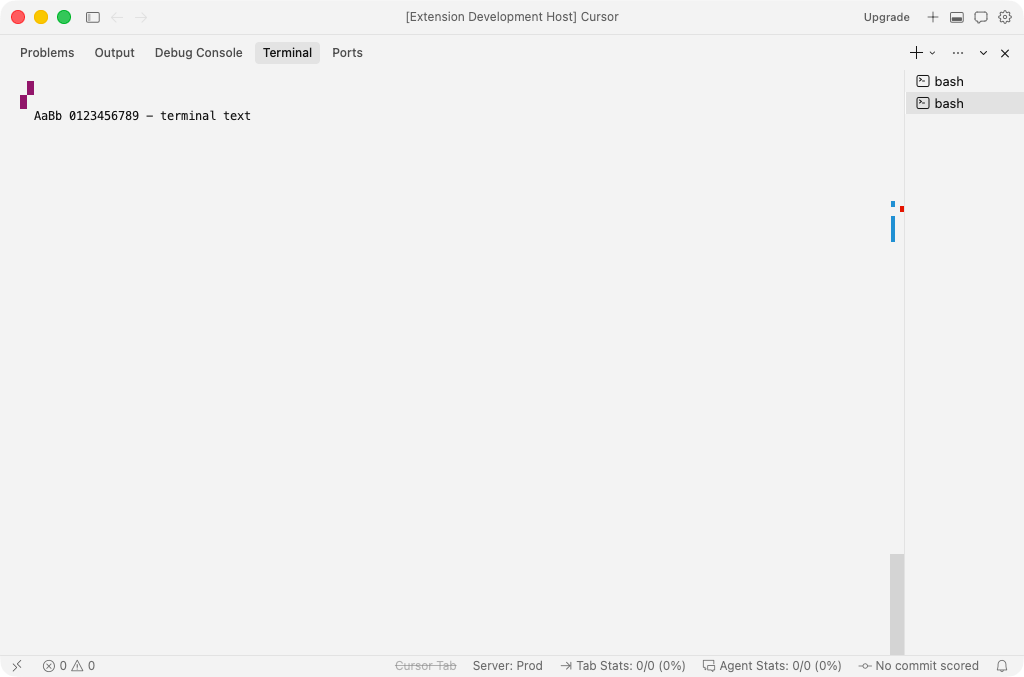 [Extension Development Host] Cursor
Upgrade
Problems Output Debug Console Terminal Ports
bash
bash
AaBb 0123456789 – terminal text
0 0 Cursor Tab Server: Prod Tab Stats: 0/0 (0%) Agent Stats: 0/0 (0%) No commit scored